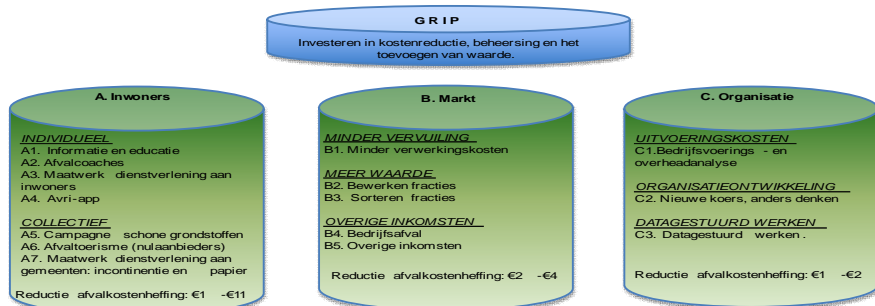 G R I P
Investeren in kostenreductie, beheersing en het
toevoegen van waarde.
A. Inwoners
INDIVIDUEEL
A1. Informatie en educatie
A2. Afvalcoaches
A3. Maatwerk dienstverlening aan
inwoners
A4. Avri-app
COLLECTIEF
A5. Campagne schone grondstoffen
A6. Afvaltoerisme (nulaanbieders)
A7. Maatwerk dienstverlening aan
gemeenten: incontinentie en papier
Reductie afvalkostenheffing: €1 -€11
B. Markt
MINDER VERVUILING
B1. Minder verwerkingskosten
MEER WAARDE
B2. Bewerken fracties
B3. Sorteren fracties
OVERIGE INKOMSTEN
B4. Bedrijfsafval
B5. Overige inkomsten
Reductie afvalkostenheffing: €2 -€4
C. Organisatie
UITVOERINGSKOSTEN
C1.Bedrijfsvoerings - en
overheadanalyse
ORGANISATIEONTWIKKELING
C2. Nieuwe koers, anders denken
DATAGESTUURD WERKEN
C3. Datagestuurd werken.
Reductie afvalkostenheffing: €1 -€2